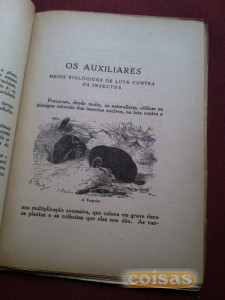 OS AUXILIARES
MEIOS BIOLÓGICOS DE LUTA CONTRA
OS INSECTOS
Procuram, desde muito, os naturalistas, utilizar os
inimigos naturais dos insectos nocivos, na luta contra a
A Toupeira
sua multiplicação excessiva, que coloca em grave risco
as plantas e as colheitas que elas nos dão. As vas-
coisas